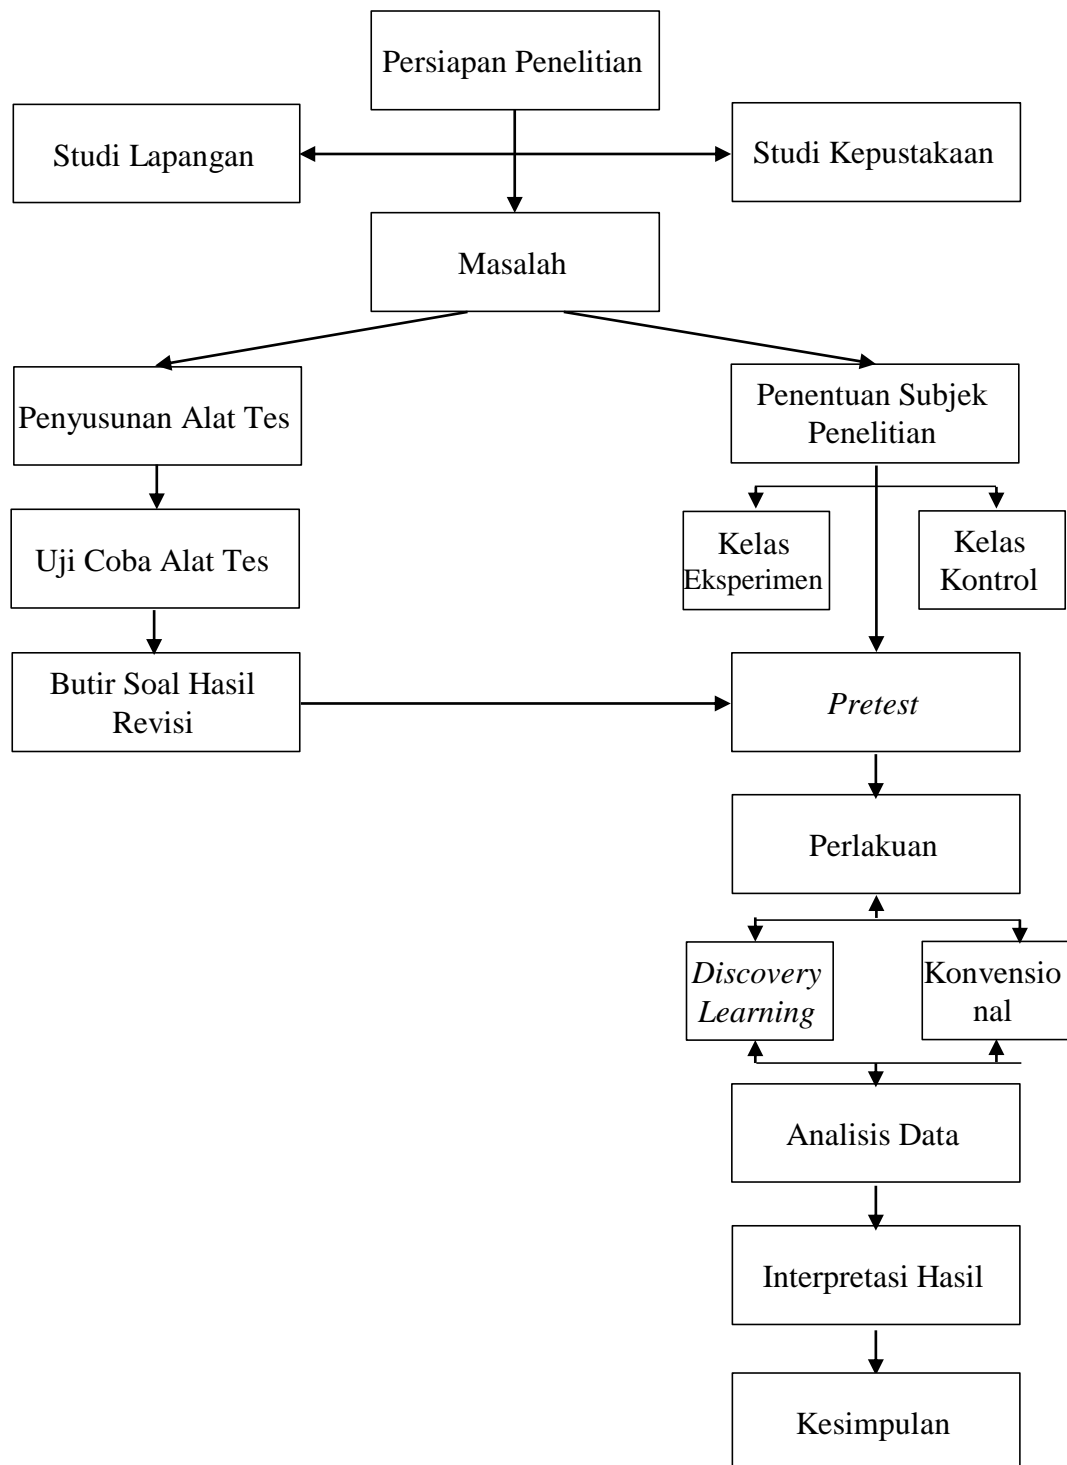 Persiapan Penelitian
Studi Lapangan
Studi Kepustakaan
Masalah
Penyusunan Alat Tes
Penentuan Subjek
Penelitian
Uji Coba Alat Tes
Kelas
Eksperimen
Kelas
Kontrol
Butir Soal Hasil
Revisi
Pretest
Perlakuan
Discovery
Learning
Konvensio
nal
Analisis Data
Interpretasi Hasil
Kesimpulan